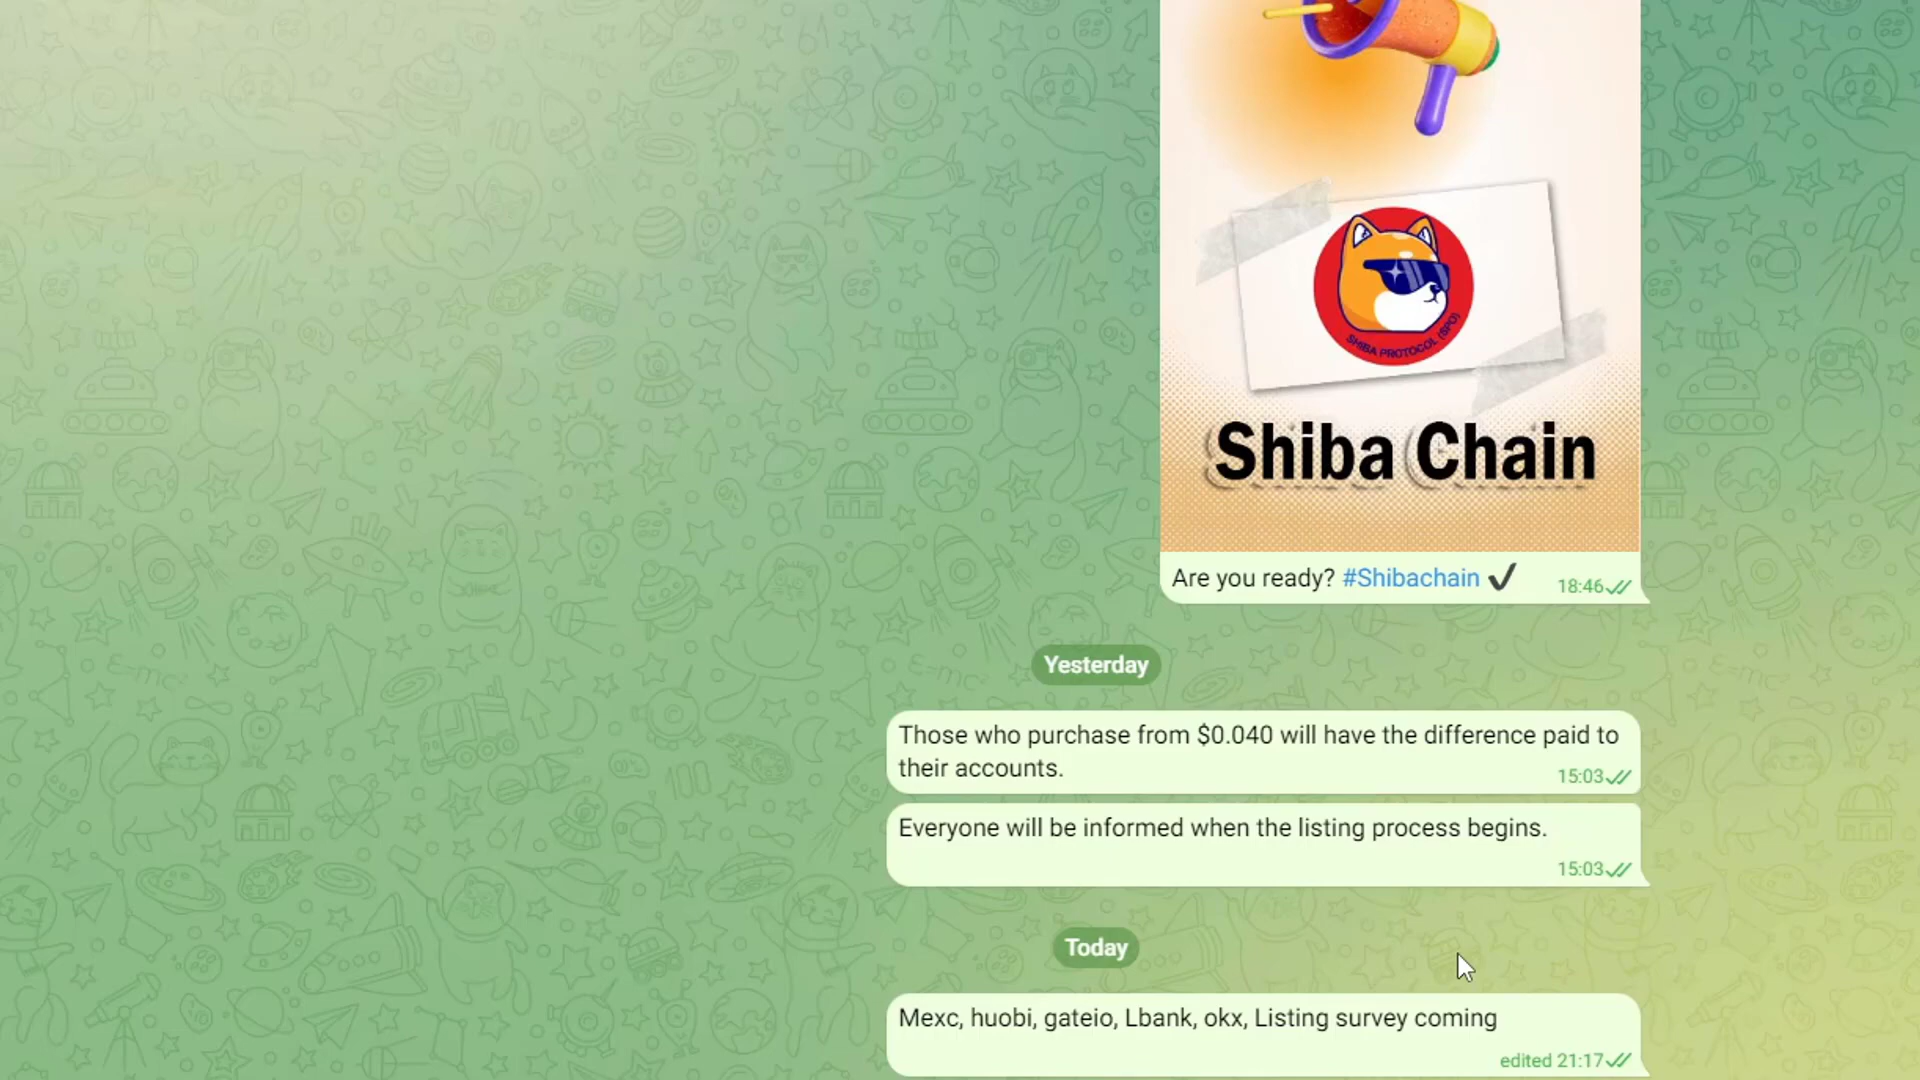 SHIBA PROTOCOL (SPO)
Shiba Chain
Are you ready? #Shibachain ✔
18:46
Yesterday
Those who purchase from $0.040 will have the difference paid to
their accounts.
15:03
Everyone will be informed when the listing process begins.
15:03
Today
Mexc, huobi, gateio, Lbank, okx, Listing survey coming
edited 21:17